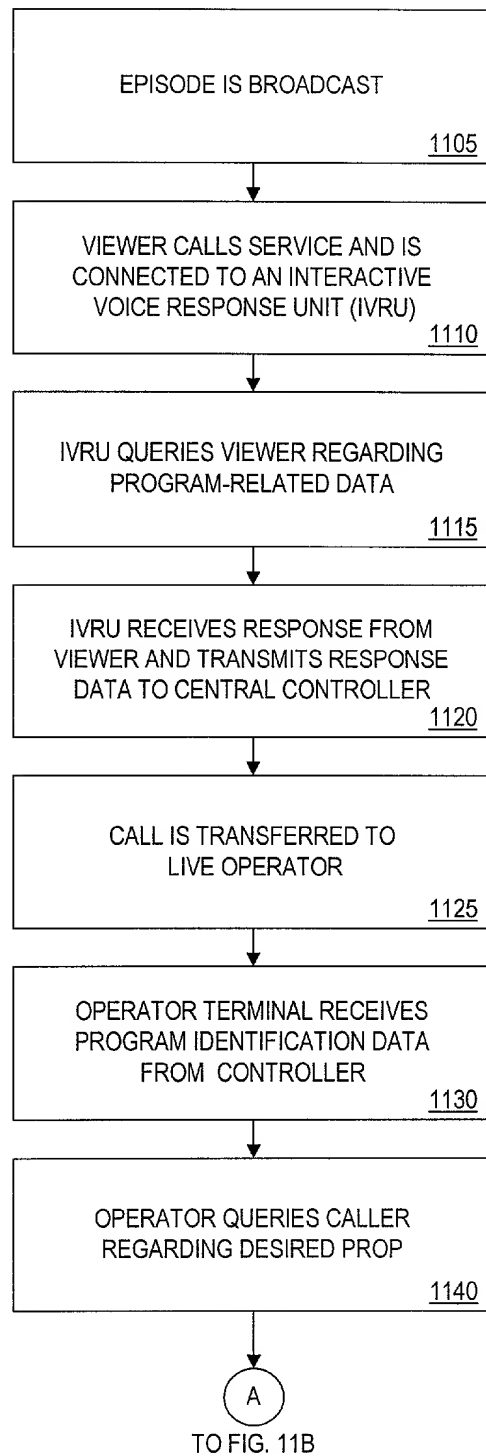 EPISODE IS BROADCAST
1105
VIEWER CALLS SERVICE AND IS
CONNECTED TO AN INTERACTIVE
VOICE RESPONSE UNIT (IVRU)
1110
IVRU QUERIES VIEWER REGARDING
PROGRAM-RELATED DATA
1115
IVRU RECEIVES RESPONSE FROM
VIEWER AND TRANSMITS RESPONSE
DATA TO CENTRAL CONTROLLER
1120
CALL IS TRANSFERRED TO
LIVE OPERATOR
1125
OPERATOR TERMINAL RECEIVES
PROGRAM IDENTIFICATION DATA
FROM CONTROLLER
1130
OPERATOR QUERIES CALLER
REGARDING DESIRED PROP
1140
A
TO FIG. 11B